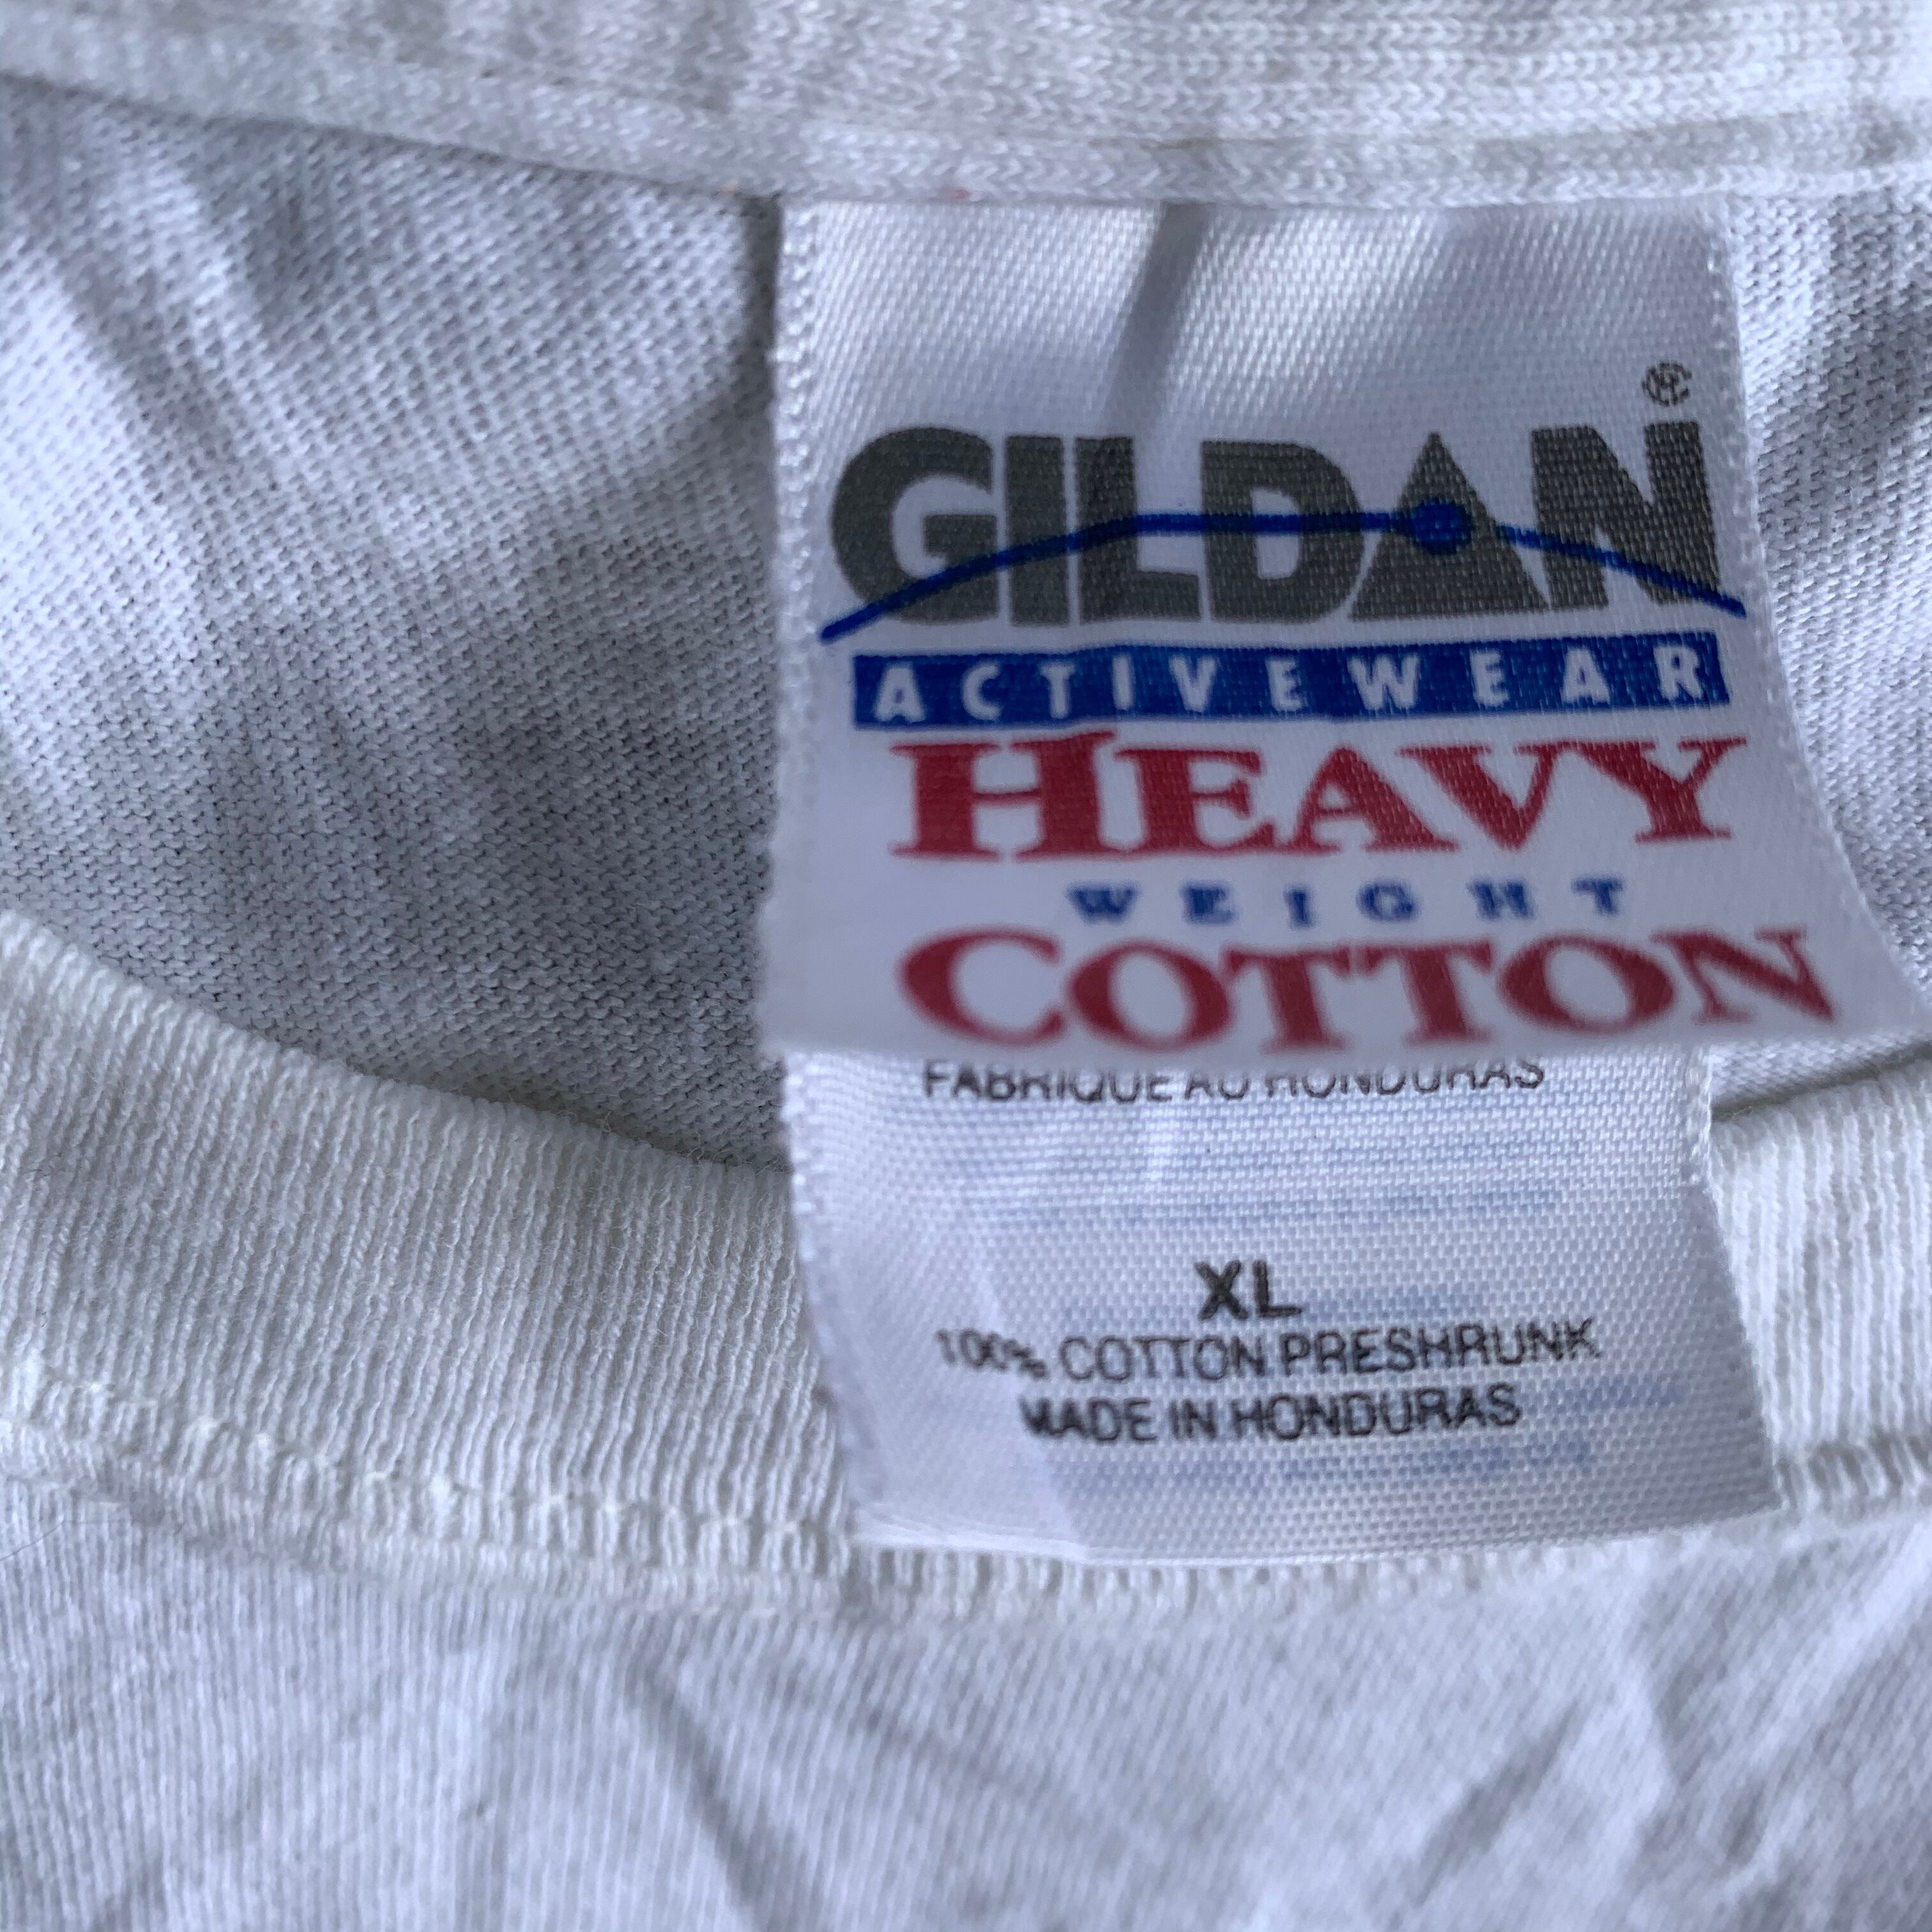 GILDAN ®
ACTIVEWEAR
HEAVY
WEIGHT
COTTON
FABRIQUE AU HONDURAS
XL
100% COTTON PRESHRUNK
MADE IN HONDURAS